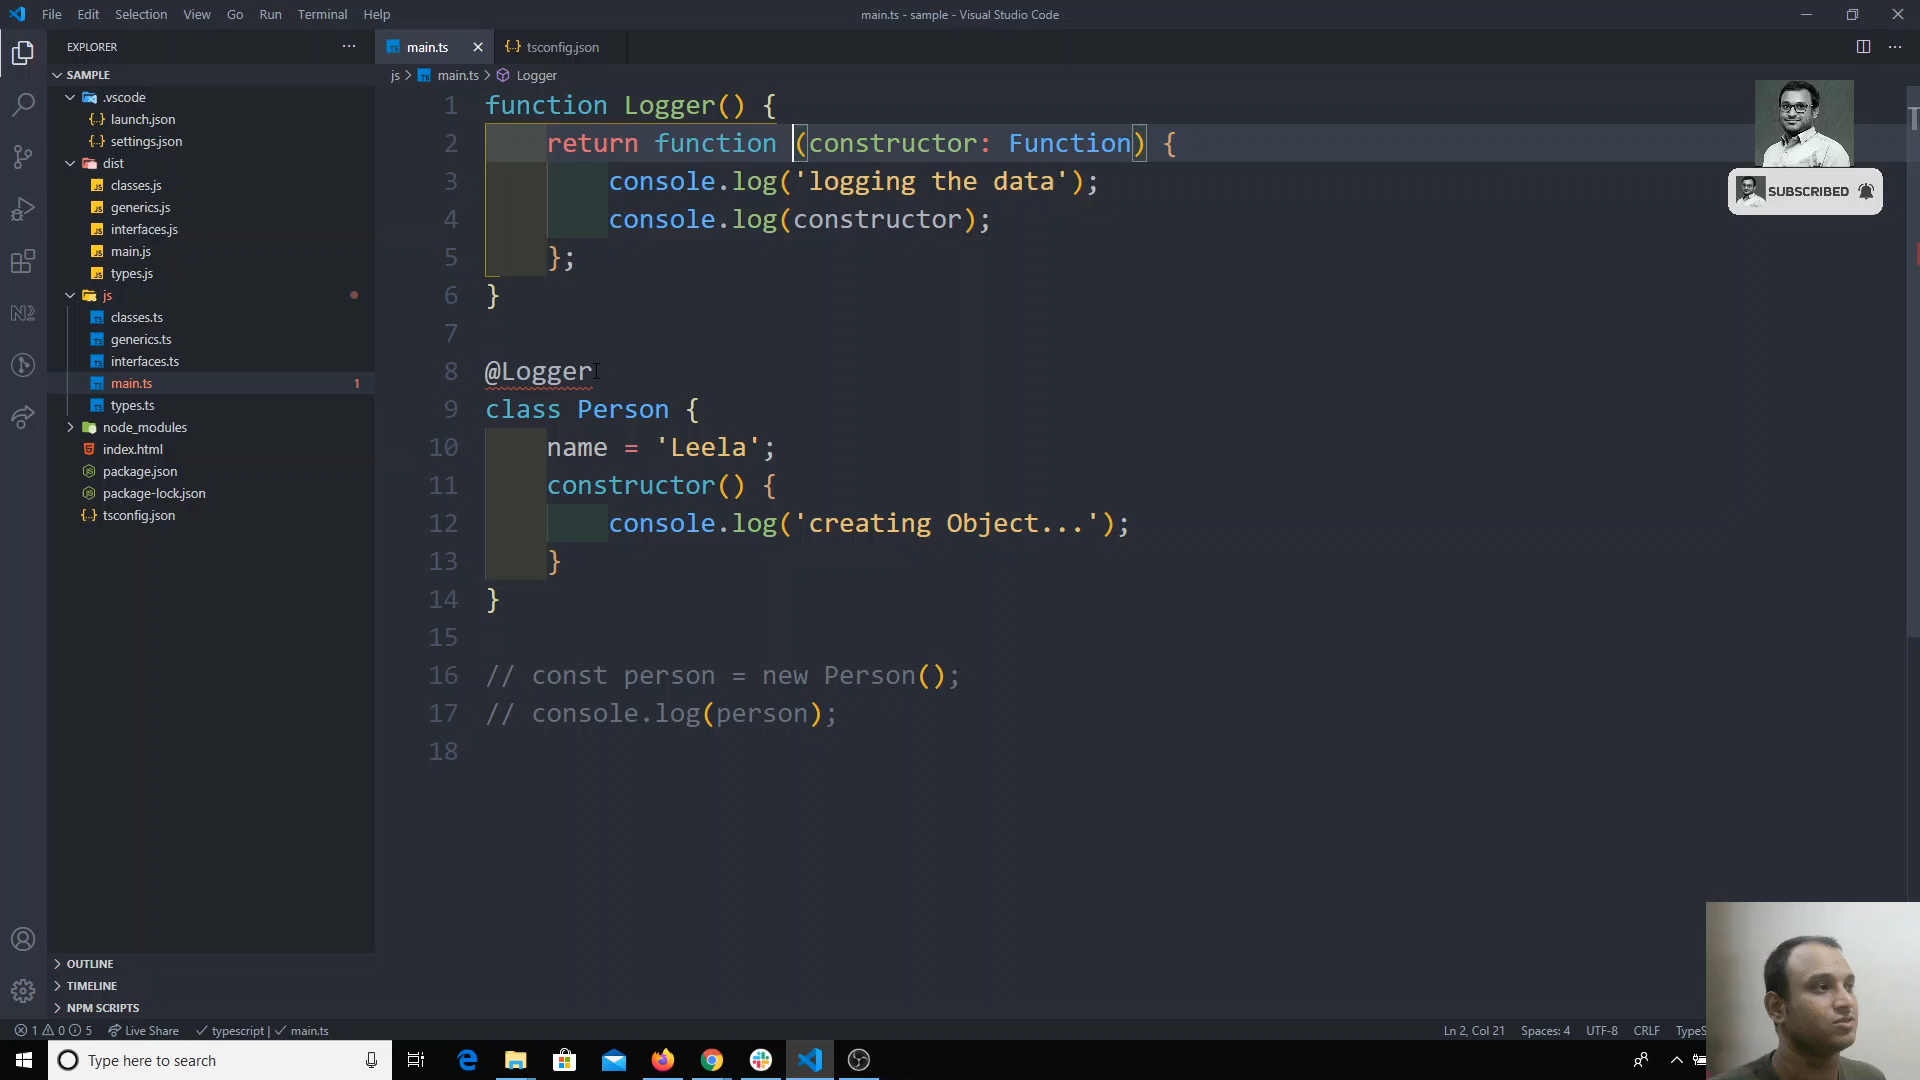 File Edit Selection View Go Run Terminal Help
main.ts - sample - Visual Studio Code
EXPLORER
main.ts
tsconfig.json
SAMPLE
js > main.ts > Logger
.vscode
launch.json
settings.json
dist
classes.js
generics.js
interfaces.js
main.js
types.js
js
classes.ts
generics.ts
interfaces.ts
main.ts 1
types.ts
node_modules
index.html
package.json
package-lock.json
tsconfig.json
OUTLINE
TIMELINE
NPM SCRIPTS
1 function Logger() {
2 return function (constructor: Function) {
3 console.log('logging the data');
4 console.log(constructor);
5 };
6 }
7
8 @Logger
9 class Person {
10 name = 'Leela';
11 constructor() {
12 console.log('creating Object...');
13 }
14 }
15
16 // const person = new Person();
17 // console.log(person);
18
SUBSCRIBED
1 0 5 Live Share typescript | main.ts
Ln 2, Col 21 Spaces: 4 UTF-8 CRLF TypeS
Type here to search